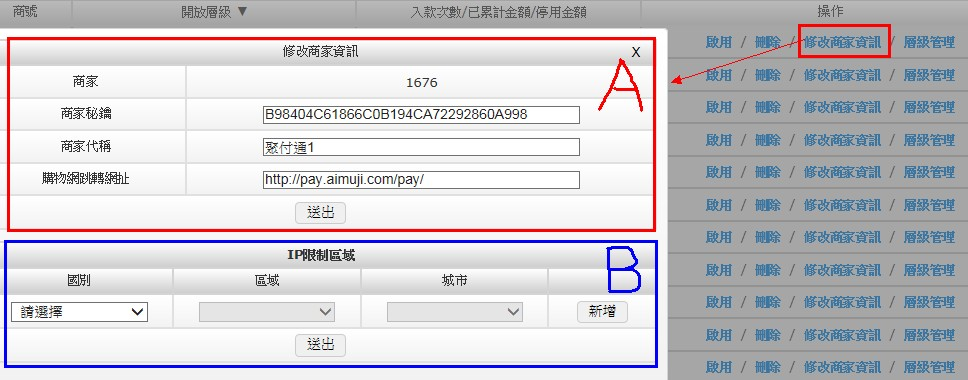 商號 開放層級 ▼ 入款次數/已累計金額/停用金額 操作
修改商家資訊 X
商家 1676
商家秘鑰 B98404C61866C0B194CA72292860A998
商家代稱 聚付通1
購物網跳轉網址 http://pay.aimuji.com/pay/
送出
A
IP限制區域
國別 區域 城市
請選擇 新增
送出
B
啟用 / 刪除 / 修改商家資訊 / 層級管理
啟用 / 刪除 / 修改商家資訊 / 層級管理
啟用 / 刪除 / 修改商家資訊 / 層級管理
啟用 / 刪除 / 修改商家資訊 / 層級管理
啟用 / 刪除 / 修改商家資訊 / 層級管理
啟用 / 刪除 / 修改商家資訊 / 層級管理
啟用 / 刪除 / 修改商家資訊 / 層級管理
啟用 / 刪除 / 修改商家資訊 / 層級管理
啟用 / 刪除 / 修改商家資訊 / 層級管理
啟用 / 刪除 / 修改商家資訊 / 層級管理
啟用 / 刪除 / 修改商家資訊 / 層級管理